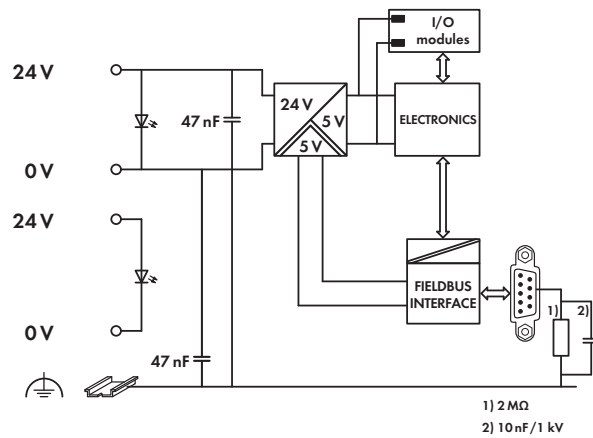 I/O
modules
24 V
47 nF
24 V
5 V
5 V
ELECTRONICS
0 V
24 V
FIELDBUS
INTERFACE
1)
2)
0 V
47 nF
1) 2 MΩ
2) 10 nF/1 kV